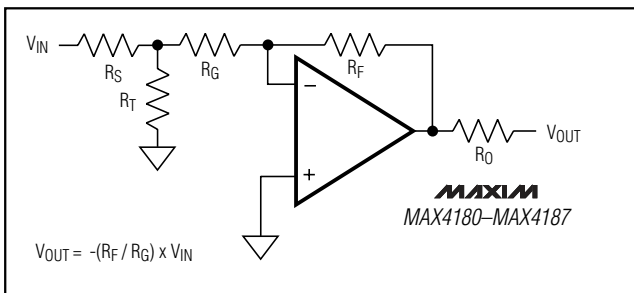 VIN
RS
RT
RG
RF
−
+
RO
VOUT
MAXIM
MAX4180–MAX4187
VOUT = -(RF / RG) x VIN